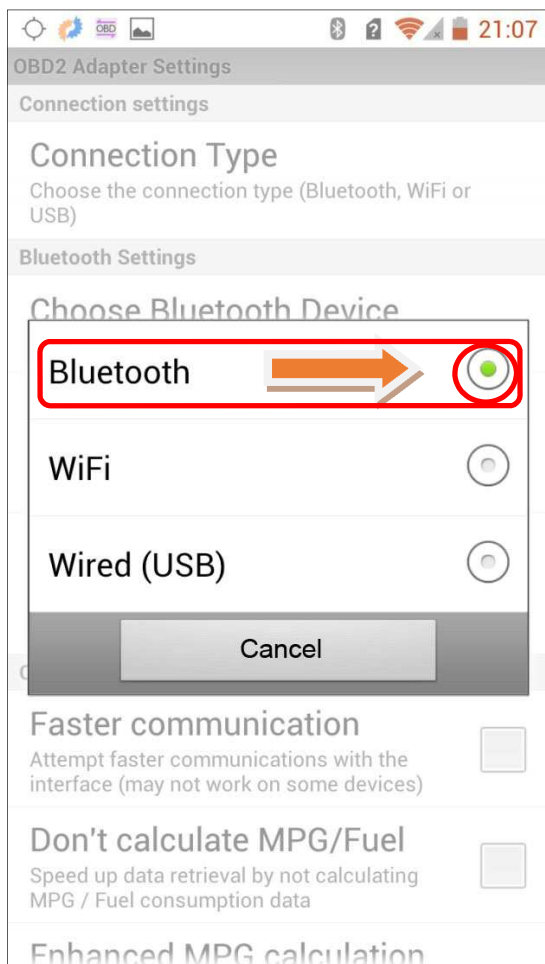 OBD
21:07
OBD2 Adapter Settings
Connection settings
Connection Type
Choose the connection type (Bluetooth, WiFi or
USB)
Bluetooth Settings
Choose Bluetooth Device
Bluetooth
WiFi
Wired (USB)
Cancel
Faster communication
Attempt faster communications with the
interface (may not work on some devices)
Don't calculate MPG/Fuel
Speed up data retrieval by not calculating
MPG / Fuel consumption data
Enhanced MPG calculation